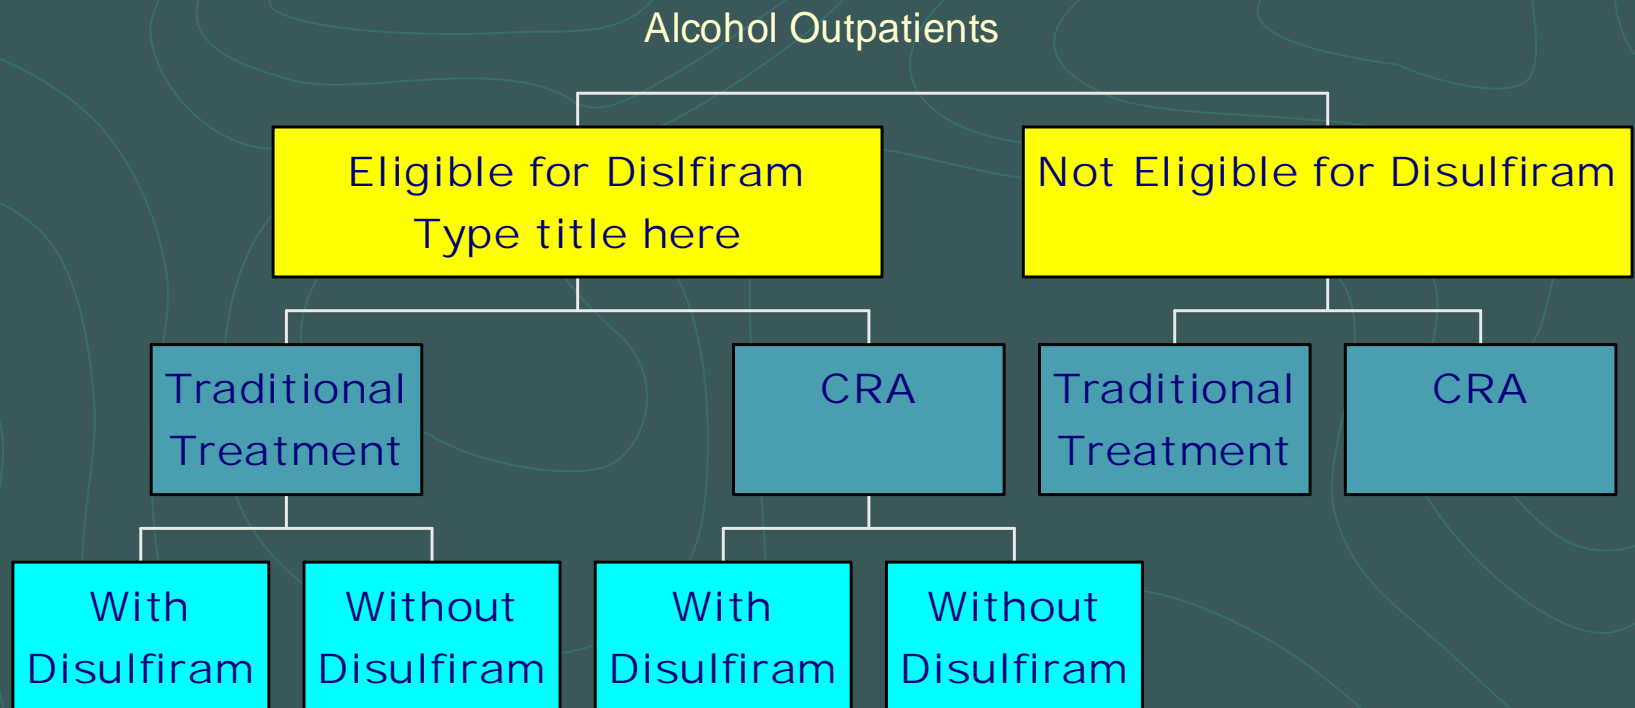 Alcohol Outpatients
Eligible for Dislfiram
Type title here
Not Eligible for Disulfiram
Traditional
Treatment
CRA
Traditional
Treatment
CRA
With
Disulfiram
Without
Disulfiram
With
Disulfiram
Without
Disulfiram